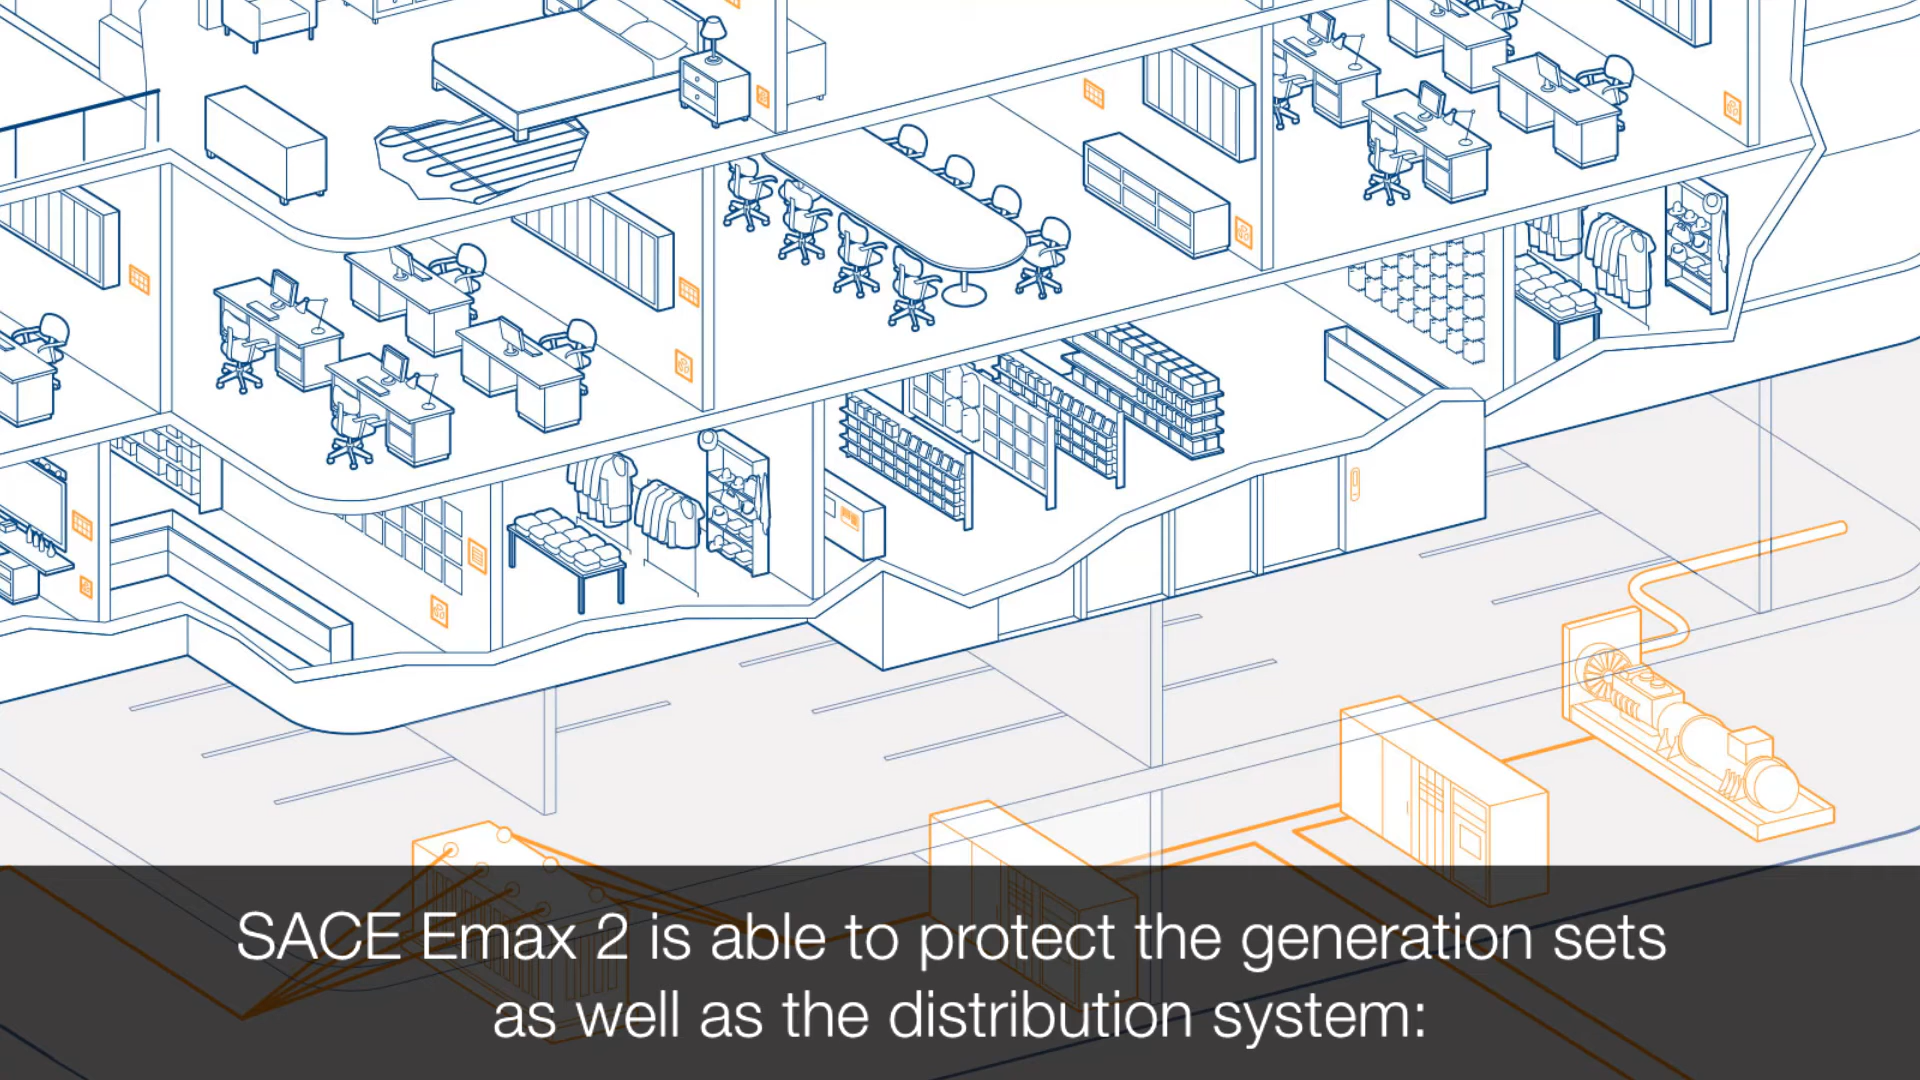 SACE Emax 2 is able to protect the generation sets
as well as the distribution system: